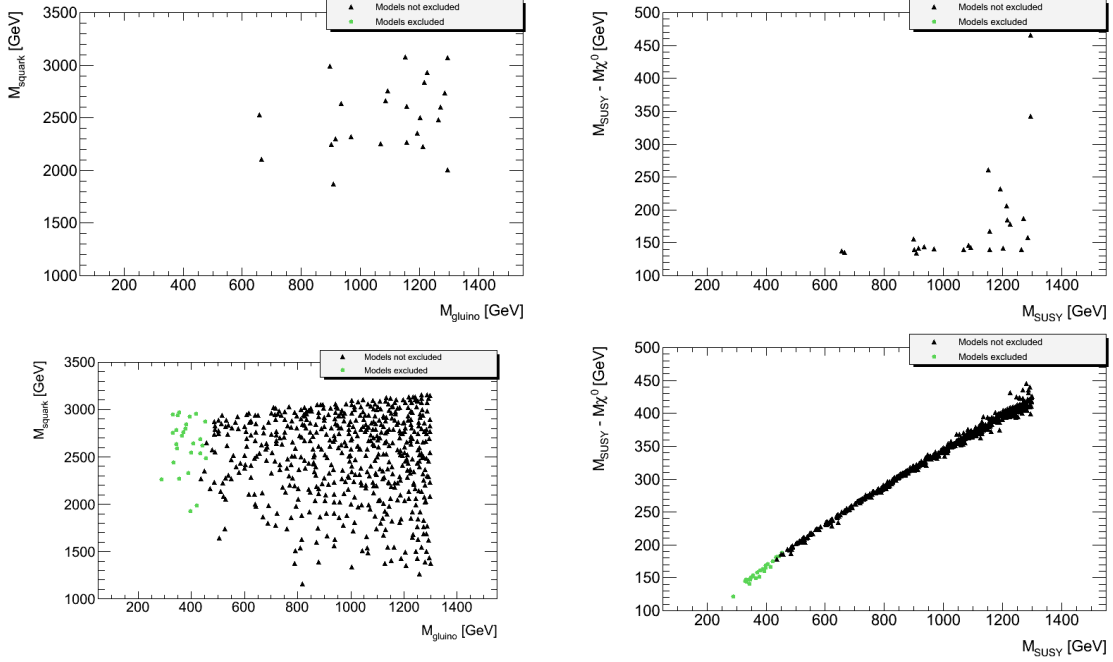 Models not excluded
Models excluded
M_squark [GeV]
3500
3000
2500
2000
1500
1000
200 400 600 800 1000 1200 1400
M_gluino [GeV]
Models not excluded
Models excluded
M_SUSY - Mχ⁰ [GeV]
500
450
400
350
300
250
200
150
100
200 400 600 800 1000 1200 1400
M_SUSY [GeV]
Models not excluded
Models excluded
M_squark [GeV]
3500
3000
2500
2000
1500
1000
200 400 600 800 1000 1200 1400
M_gluino [GeV]
Models not excluded
Models excluded
M_SUSY - Mχ⁰ [GeV]
500
450
400
350
300
250
200
150
100
200 400 600 800 1000 1200 1400
M_SUSY [GeV]